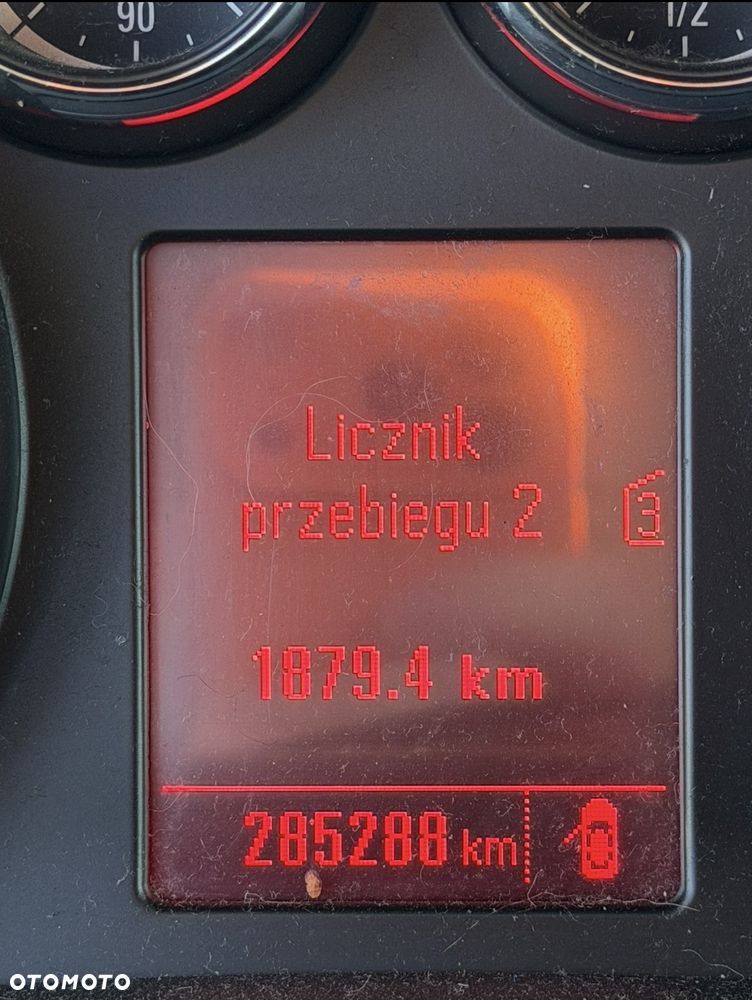 90
1/2
Licznik
przebiegu 2
3
1879.4 km
285288 km
OTOMOTO